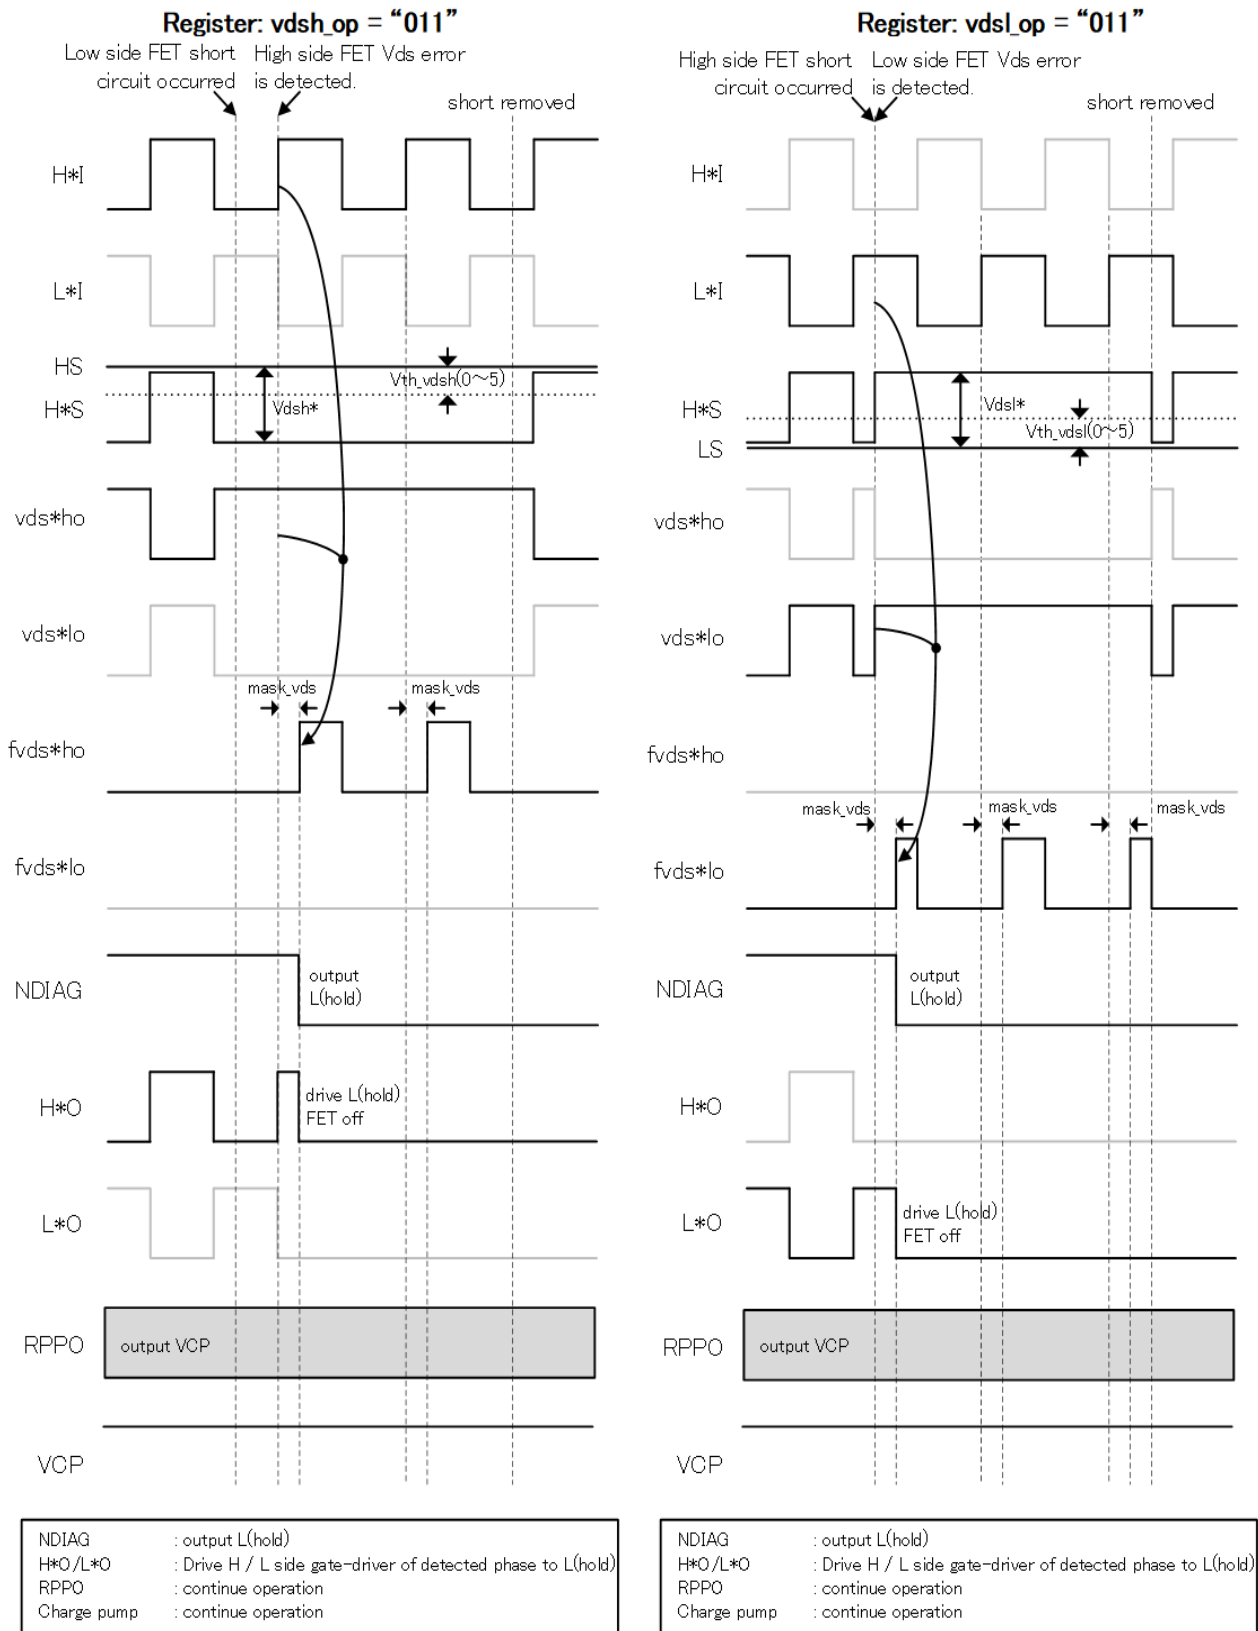 Register: vdsh_op = “011”
Low side FET short
circuit occurred
High side FET Vds error
is detected.
short removed
H*I
L*I
HS
Vth_vdsh(0~5)
H*S
Vdsh*
vds*ho
vds*lo
mask_vds
mask_vds
fvds*ho
fvds*lo
NDIAG
output
L(hold)
H*O
drive L(hold)
FET off
L*O
RPPO
output VCP
VCP
NDIAG : output L(hold)
H*O/L*O : Drive H / L side gate-driver of detected phase to L(hold)
RPPO : continue operation
Charge pump : continue operation
Register: vdsl_op = “011”
High side FET short
circuit occurred
Low side FET Vds error
is detected.
short removed
H*I
L*I
H*S
Vdsl*
Vth_vdsl(0~5)
LS
vds*ho
vds*lo
fvds*ho
mask_vds
mask_vds
mask_vds
fvds*lo
NDIAG
output
L(hold)
H*O
L*O
drive L(hold)
FET off
RPPO
output VCP
VCP
NDIAG : output L(hold)
H*O/L*O : Drive H / L side gate-driver of detected phase to L(hold)
RPPO : continue operation
Charge pump : continue operation